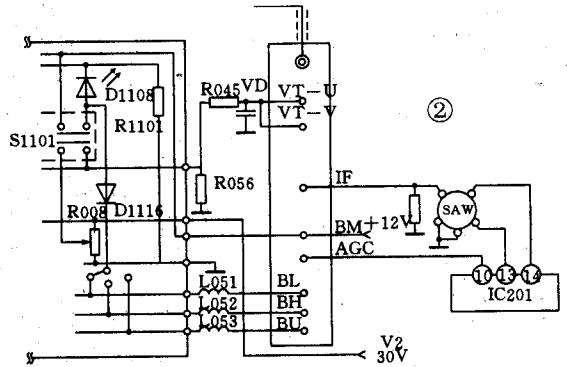 D1108
R1101
S1101
R008
D1116
R045
VD
VT-U
VT-V
②
R056
IF
SAW
BM
+12V
AGC
L051
BL
L052
BH
L053
BU
10
13
14
IC201
V2
30V